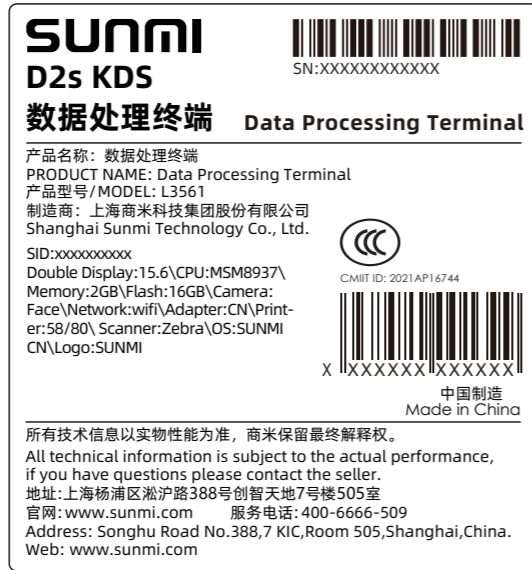 SUNMI
D2s KDS
SN:XXXXXXXXXXXX
数据处理终端 Data Processing Terminal
产品名称：数据处理终端
PRODUCT NAME: Data Processing Terminal
产品型号/MODEL: L3561
制造商：上海商米科技集团股份有限公司
Shanghai Sunmi Technology Co., Ltd.
SID:xxxxxxxxxx
Double Display:15.6\CPU:MSM8937\
Memory:2GB\Flash:16GB\Camera:
Face\Network:wifi\Adapter:CN\Print-
er:58/80\ Scanner:Zebra\OS:SUNMI
CN\Logo:SUNMI
CCC
CMIIT ID: 2021AP16744
X XXXXXX XXXXXX
中国制造
Made in China
所有技术信息以实物性能为准，商米保留最终解释权。
All technical information is subject to the actual performance,
if you have questions please contact the seller.
地址:上海杨浦区淞沪路388号创智天地7号楼505室
官网: www.sunmi.com 服务电话: 400-6666-509
Address: Songhu Road No.388,7 KIC,Room 505,Shanghai,China.
Web: www.sunmi.com